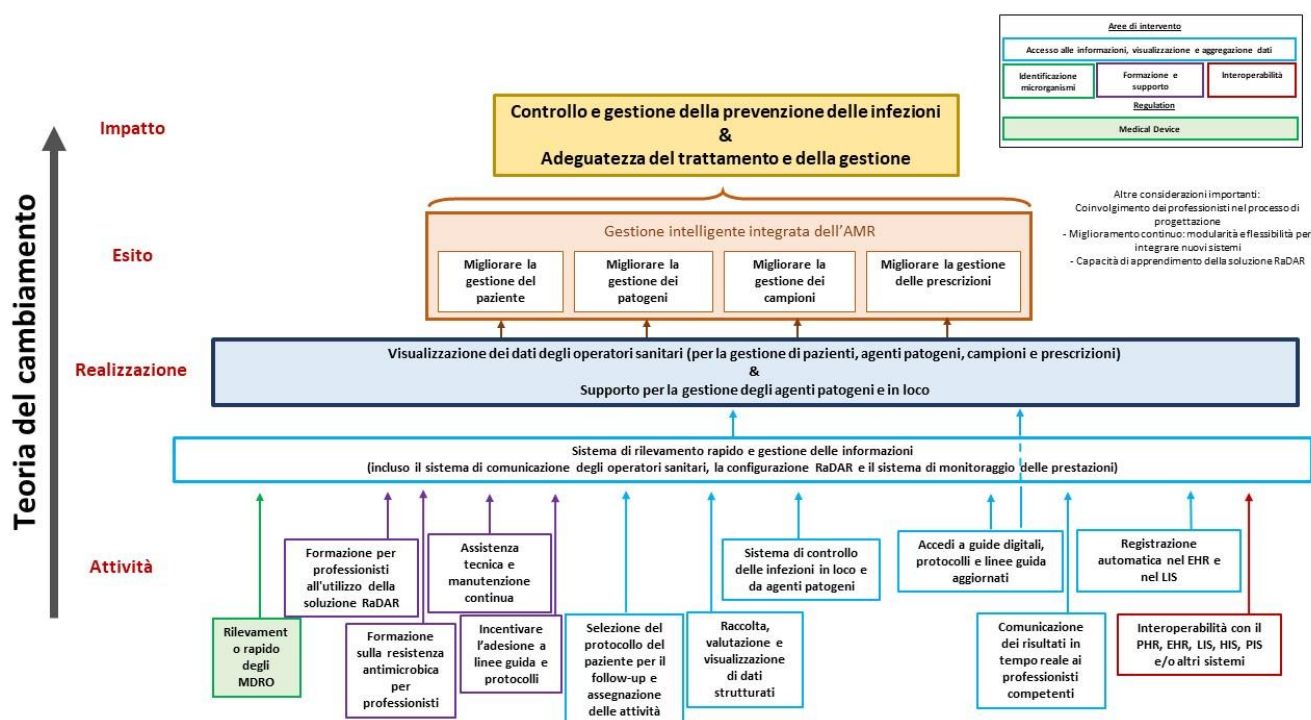 Aree di intervento
Accesso alle informazioni, visualizzazione e aggregazione dati
Identificazione
microrganismi
Formazione e
supporto
Interoperabilità
Regulation
Medical Device
Teoria del cambiamento
Impatto
Controllo e gestione della prevenzione delle infezioni
&
Adeguatezza del trattamento e della gestione
Altre considerazioni importanti:
Coinvolgimento dei professionisti nel processo di
progettazione
- Miglioramento continuo: modularità e flessibilità per
integrare nuovi sistemi
- Capacità di apprendimento della soluzione RaDAR
Esito
Gestione intelligente integrata dell'AMR
Migliorare la
gestione del
paziente
Migliorare la
gestione dei
patogeni
Migliorare la
gestione dei
campioni
Migliorare la gestione
delle prescrizioni
Realizzazione
Visualizzazione dei dati degli operatori sanitari (per la gestione di pazienti, agenti patogeni, campioni e prescrizioni)
&
Supporto per la gestione degli agenti patogeni e in loco
Sistema di rilevamento rapido e gestione delle informazioni
(incluso il sistema di comunicazione degli operatori sanitari, la configurazione RaDAR e il sistema di monitoraggio delle prestazioni)
Attività
Formazione per
professionisti
all'utilizzo della
soluzione RaDAR
Assistenza
tecnica e
manutenzione
continua
Sistema di controllo
delle infezioni in loco e
da agenti patogeni
Accedi a guide digitali,
protocolli e linee guida
aggiornati
Registrazione
automatica nel EHR e
nel LIS
Rilevament
o rapido
degli
MDRO
Formazione
sulla resistenza
antimicrobica per
professionisti
Incentivare
l'adesione a
linee guida e
protocolli
Selezione del
protocollo del
paziente per il
follow-up e
assegnazione
delle attività
Raccolta,
valutazione e
visualizzazione
di dati
strutturati
Comunicazione
dei risultati in
tempo reale ai
professionisti
competenti
Interoperabilità con il
PHR, EHR, LIS, HIS, PIS
e/o altri sistemi